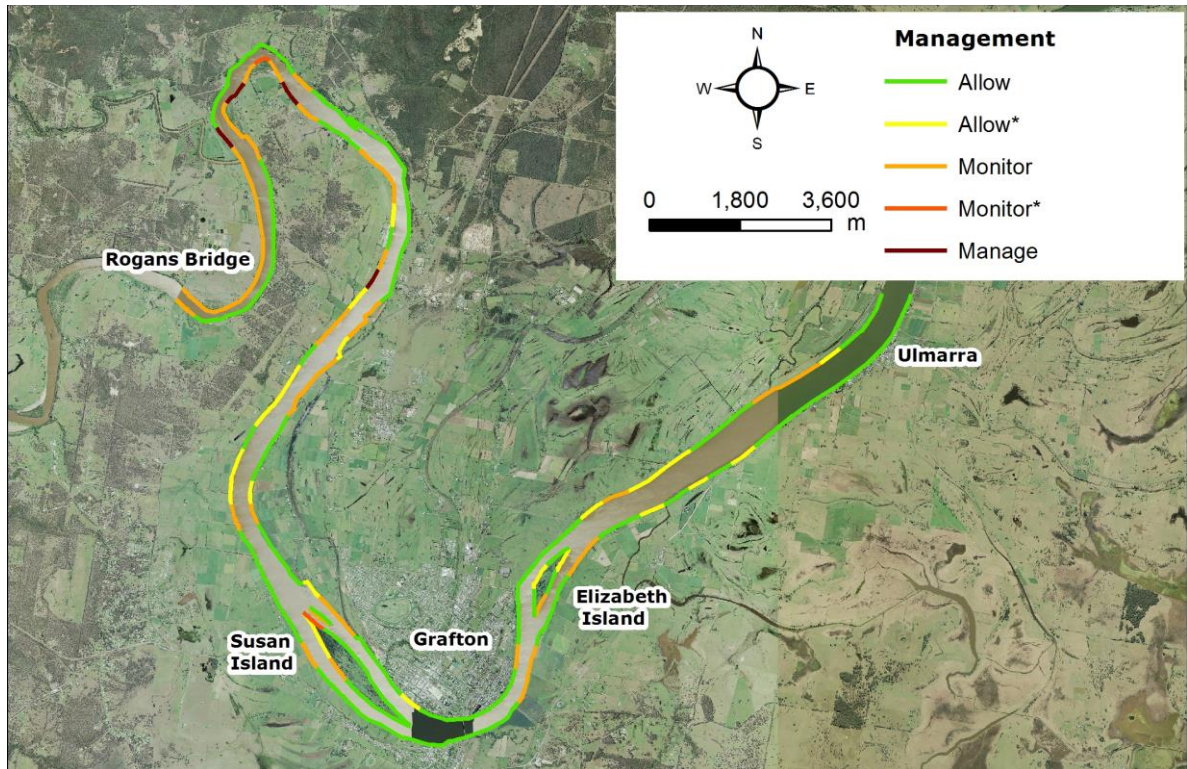 Management
N
W
E
S
Allow
Allow*
Monitor
Monitor*
Manage
0 1,800 3,600
m
Rogans Bridge
Ulmarra
Elizabeth
Island
Grafton
Susan
Island